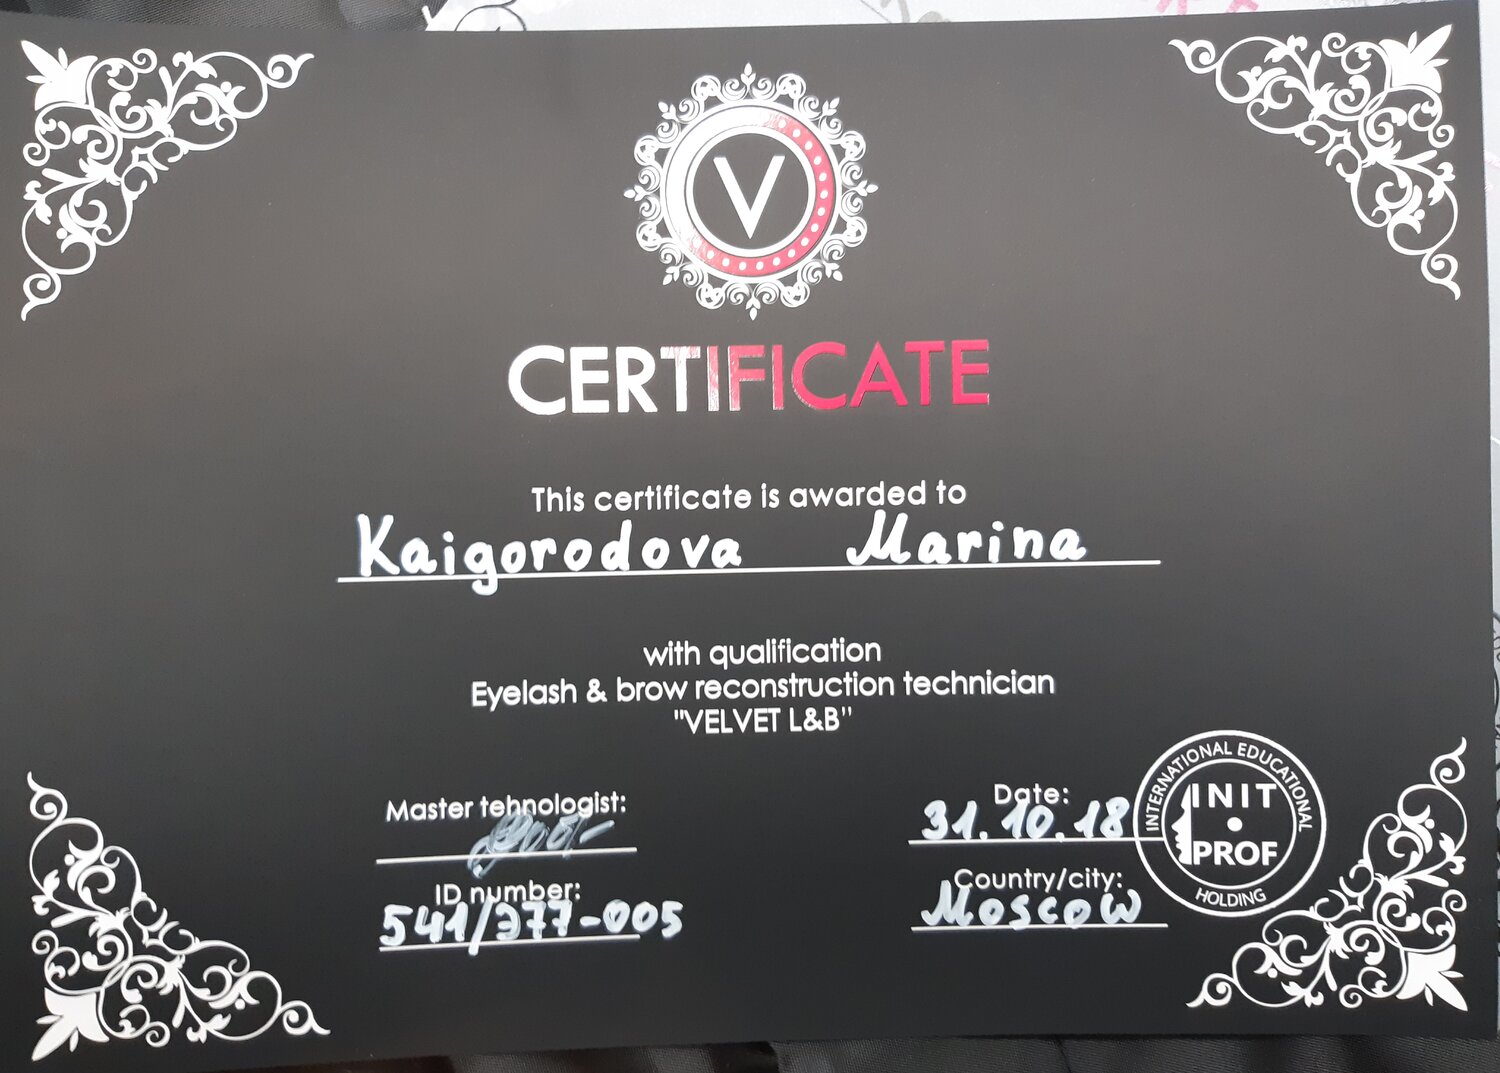 V
CERTIFICATE
This certificate is awarded to
Kaigorodova Marina
with qualification
Eyelash & brow reconstruction technician
"VELVET L&B"
Master tehnologist:
ID number:
541/377-005
Date:
31.10.18
Country/city:
Moscow
INTERNATIONAL EDUCATIONAL
INIT
PROF
HOLDING